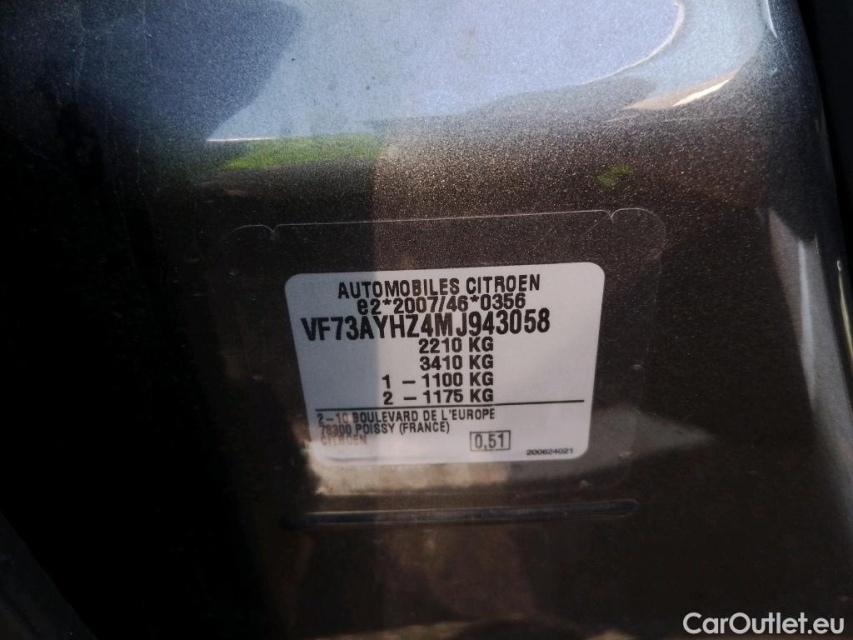 AUTOMOBILES CITROEN
e2*2007/46*0356
VF73AYHZ4MJ943058
2210 KG
3410 KG
1 – 1100 KG
2 – 1175 KG
2–10 BOULEVARD DE L'EUROPE
78300 POISSY (FRANCE)
CITROEN
0,51
200624021
CarOutlet.eu